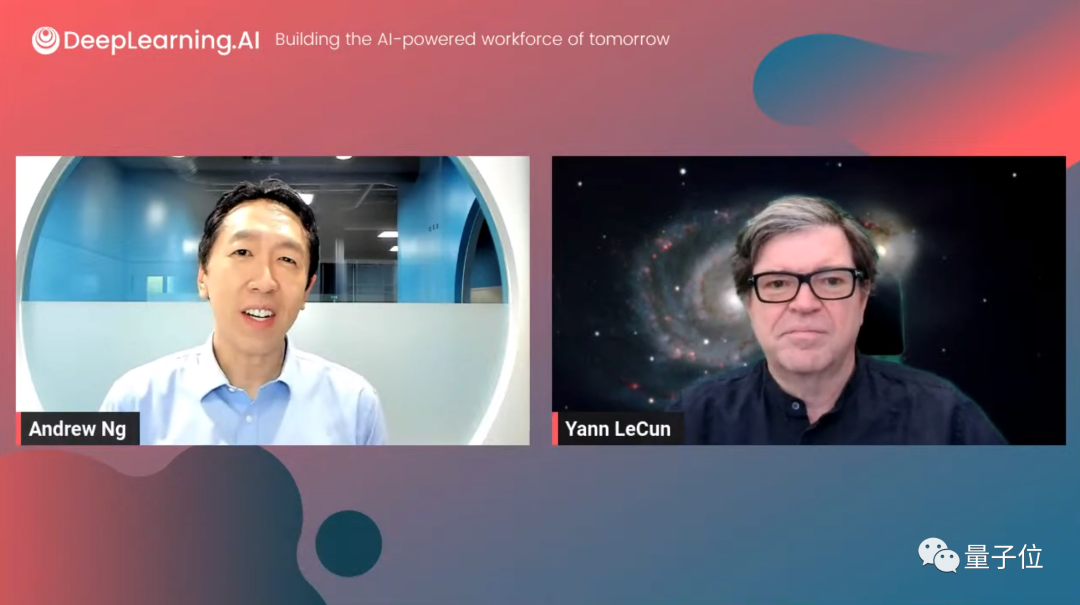 DeepLearning.AI Building the AI-powered workforce of tomorrow
Andrew Ng
Yann LeCun
量子位